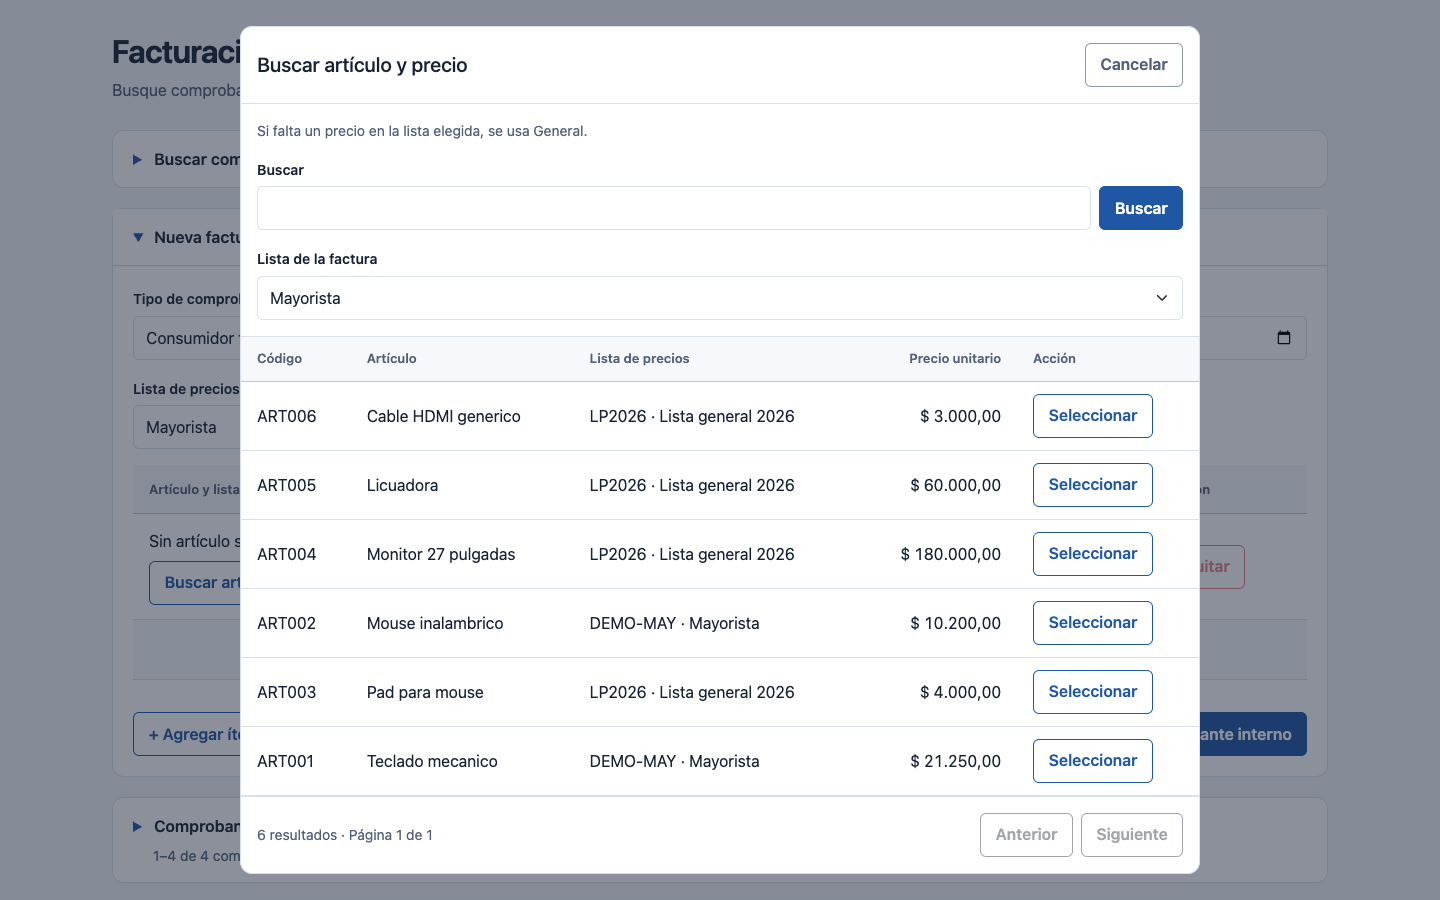 Facturaci
Busque comproba
Buscar com
Nueva factu
Tipo de compro
Consumidor
Lista de precios
Mayorista
Artículo y lista
Sin artículo s
Buscar art
uitar
+ Agregar ít
ante interno
Comproban
1–4 de 4 com
Buscar artículo y precio
Cancelar
Si falta un precio en la lista elegida, se usa General.
Buscar
Buscar
Lista de la factura
Mayorista
Código Artículo Lista de precios Precio unitario Acción
ART006 Cable HDMI generico LP2026 · Lista general 2026 $ 3.000,00 Seleccionar
ART005 Licuadora LP2026 · Lista general 2026 $ 60.000,00 Seleccionar
ART004 Monitor 27 pulgadas LP2026 · Lista general 2026 $ 180.000,00 Seleccionar
ART002 Mouse inalambrico DEMO-MAY · Mayorista $ 10.200,00 Seleccionar
ART003 Pad para mouse LP2026 · Lista general 2026 $ 4.000,00 Seleccionar
ART001 Teclado mecanico DEMO-MAY · Mayorista $ 21.250,00 Seleccionar
6 resultados · Página 1 de 1
Anterior Siguiente